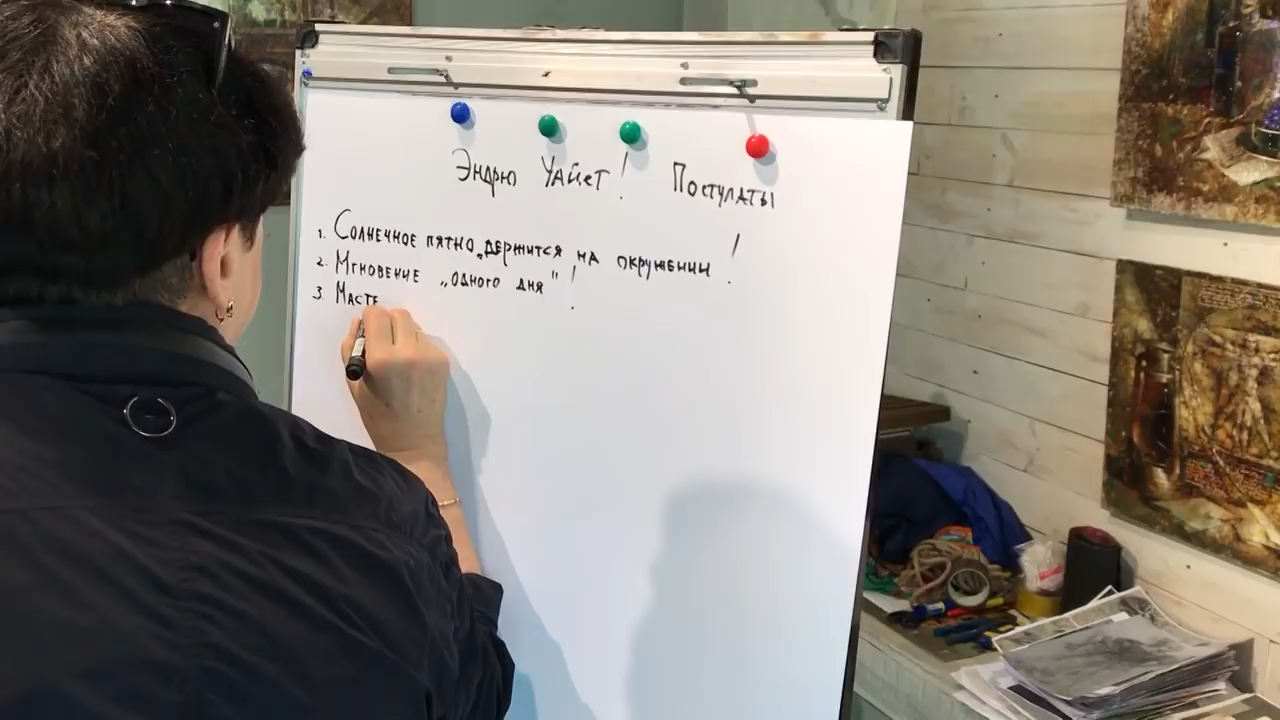 Эндрю Уайет! Постулаты
1. Солнечное пятно „держится на окружении!
2. Мгновение „одного дня"!
3. Масте